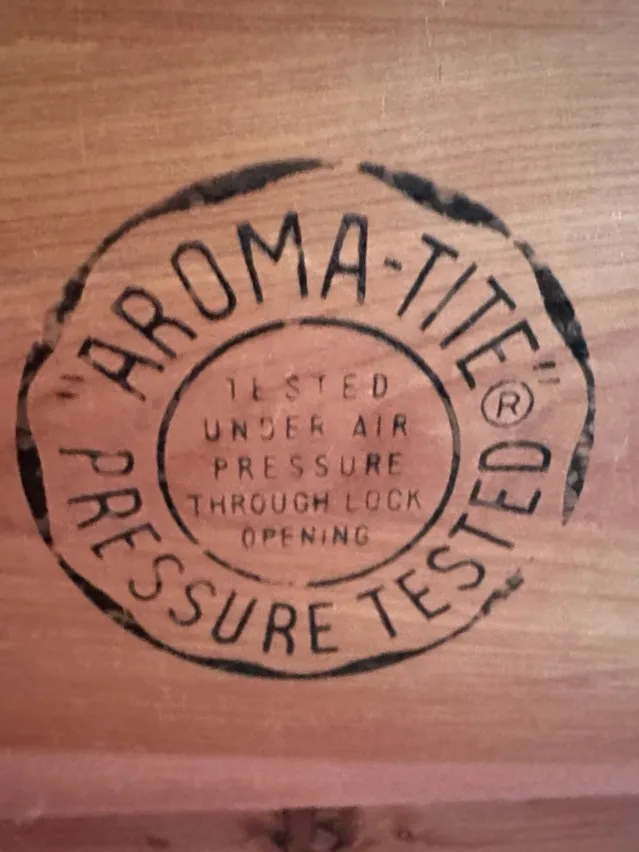 "AROMA-TITE"®
TESTED
UNDER AIR
PRESSURE
THROUGH LOCK
OPENING
PRESSURE TESTED